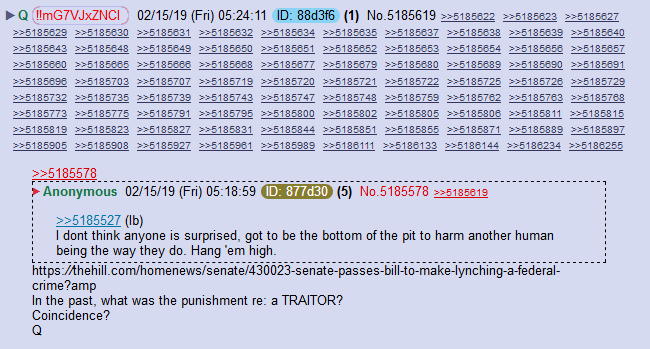 Q !!mG7VJxZNCI 02/15/19 (Fri) 05:24:11 ID: 88d3f6 (1) No.5185619 >>5185622 >>5185623 >>5185627
>>5185629 >>5185630 >>5185631 >>5185632 >>5185634 >>5185635 >>5185637 >>5185638 >>5185639 >>5185640
>>5185643 >>5185648 >>5185649 >>5185650 >>5185651 >>5185652 >>5185653 >>5185654 >>5185656 >>5185657
>>5185660 >>5185665 >>5185666 >>5185668 >>5185677 >>5185679 >>5185680 >>5185689 >>5185690 >>5185691
>>5185696 >>5185703 >>5185707 >>5185719 >>5185720 >>5185721 >>5185722 >>5185725 >>5185726 >>5185729
>>5185732 >>5185735 >>5185739 >>5185743 >>5185747 >>5185748 >>5185759 >>5185762 >>5185763 >>5185768
>>5185773 >>5185775 >>5185791 >>5185795 >>5185800 >>5185802 >>5185805 >>5185806 >>5185811 >>5185815
>>5185819 >>5185823 >>5185827 >>5185831 >>5185844 >>5185851 >>5185855 >>5185871 >>5185889 >>5185897
>>5185905 >>5185908 >>5185927 >>5185961 >>5185989 >>5186111 >>5186133 >>5186144 >>5186234 >>5186255
>>5185578
Anonymous 02/15/19 (Fri) 05:18:59 ID: 877d30 (5) No.5185578 >>5185619
>>5185527 (lb)
I dont think anyone is surprised, got to be the bottom of the pit to harm another human
being the way they do. Hang 'em high.
https://thehill.com/homenews/senate/430023-senate-passes-bill-to-make-lynching-a-federal-
crime?amp
In the past, what was the punishment re: a TRAITOR?
Coincidence?
Q